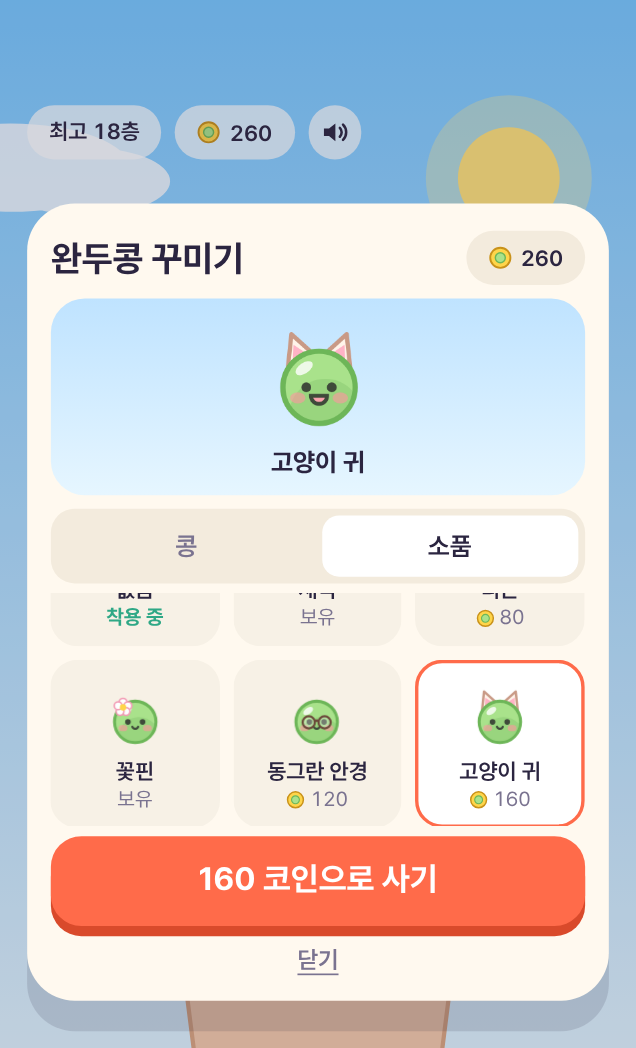 최고 18층
260
완두콩 꾸미기
260
고양이 귀
콩
소품
착용 중
보유
80
꽃핀
동그란 안경
고양이 귀
보유
120
160
160 코인으로 사기
닫기